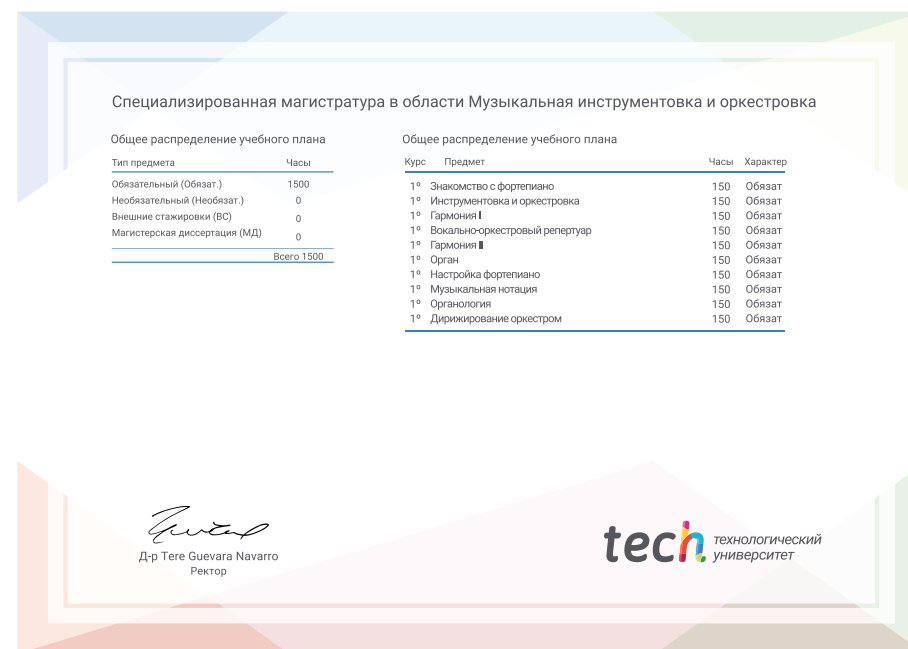 Специализированная магистратура в области Музыкальная инструментовка и оркестровка
Общее распределение учебного плана
Тип предмета Часы
Обязательный (Обязат.) 1500
Необязательный (Необязат.) 0
Внешние стажировки (ВС) 0
Магистерская диссертация (МД) 0
Всего 1500
Общее распределение учебного плана
Курс Предмет Часы Характер
1º Знакомство с фортепиано 150 Обязат
1º Инструментовка и оркестровка 150 Обязат
1º Гармония I 150 Обязат
1º Вокально-оркестровый репертуар 150 Обязат
1º Гармония II 150 Обязат
1º Орган 150 Обязат
1º Настройка фортепиано 150 Обязат
1º Музыкальная нотация 150 Обязат
1º Органология 150 Обязат
1º Дирижирование оркестром 150 Обязат
Д-р Tere Guevara Navarro
Ректор
tech технологический
университет